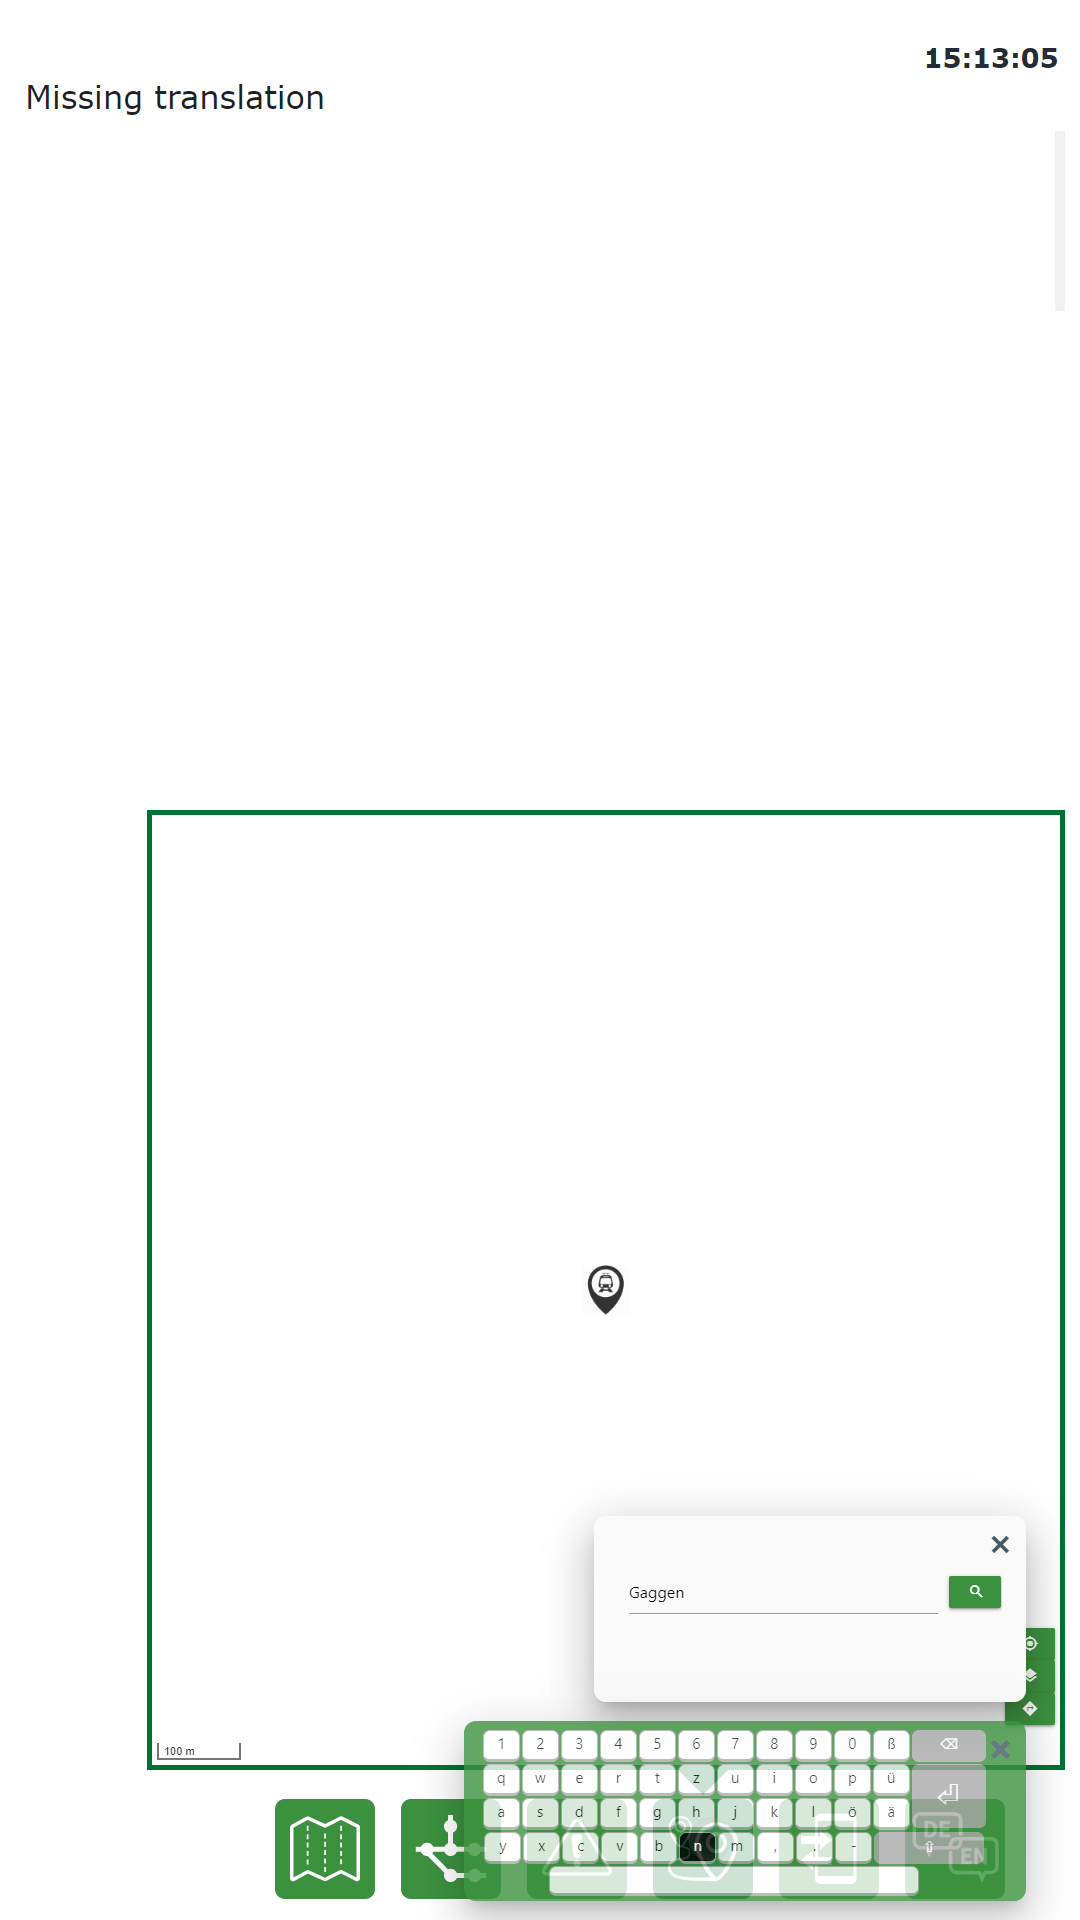 15:13:05
Missing translation
Gaggen
100 m
1 2 3 4 5 6 7 8 9 0 ß ⌫
q w e r t z u i o p ü
a s d f g h j k l ö ä
y x c v b n m , . - ⇧
DE
EN